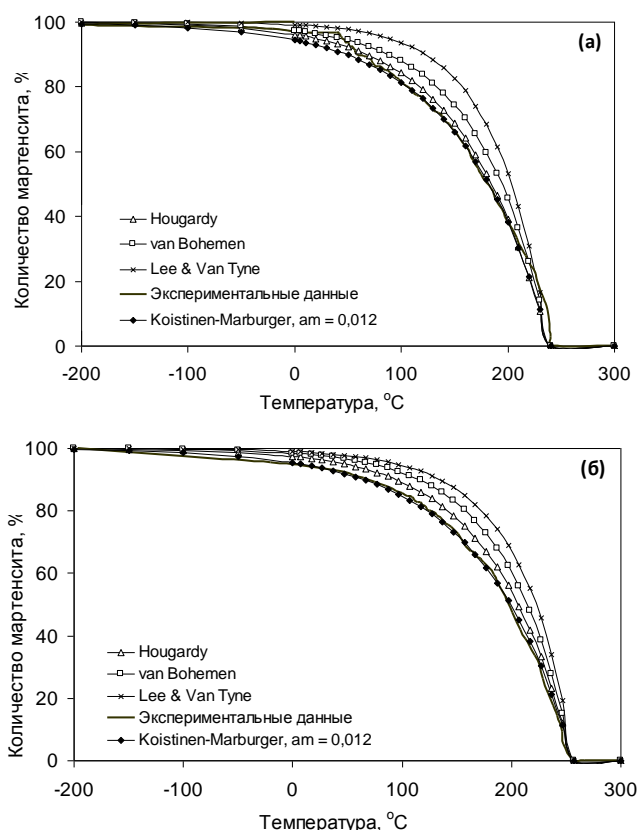 (а)
Количество мартенсита, %
100
80
60
40
20
0
Hougardy
van Bohemen
Lee & Van Tyne
Экспериментальные данные
Koistinen-Marburger, am = 0,012
-200
-100
0
100
200
300
Температура, °C
(б)
Количество мартенсита, %
100
80
60
40
20
0
Hougardy
van Bohemen
Lee & Van Tyne
Экспериментальные данные
Koistinen-Marburger, am = 0,012
-200
-100
0
100
200
300
Температура, °C